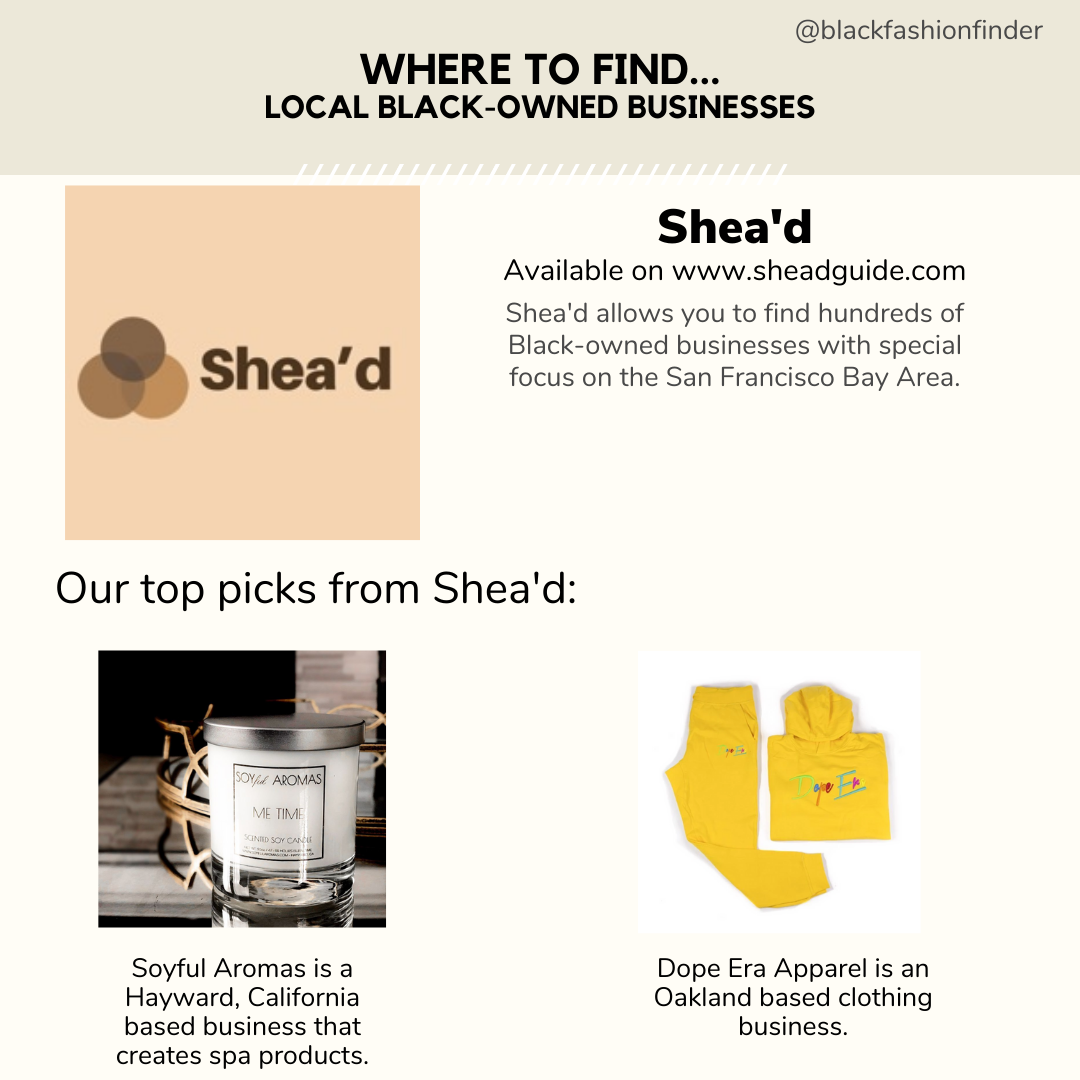 @blackfashionfinder
WHERE TO FIND...
LOCAL BLACK-OWNED BUSINESSES
Shea'd
Shea'd
Available on www.sheadguide.com
Shea'd allows you to find hundreds of
Black-owned businesses with special
focus on the San Francisco Bay Area.
Our top picks from Shea'd:
SOYful AROMAS
ME TIME
SCENTED SOY CANDLE
Dope Era
Dope Era
Soyful Aromas is a
Hayward, California
based business that
creates spa products.
Dope Era Apparel is an
Oakland based clothing
business.